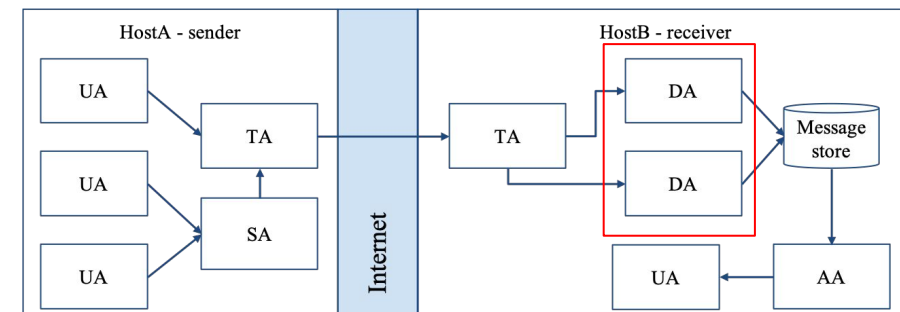 HostA - sender
HostB - receiver
UA
DA
TA
TA
Message
store
UA
DA
SA
Internet
UA
UA
AA